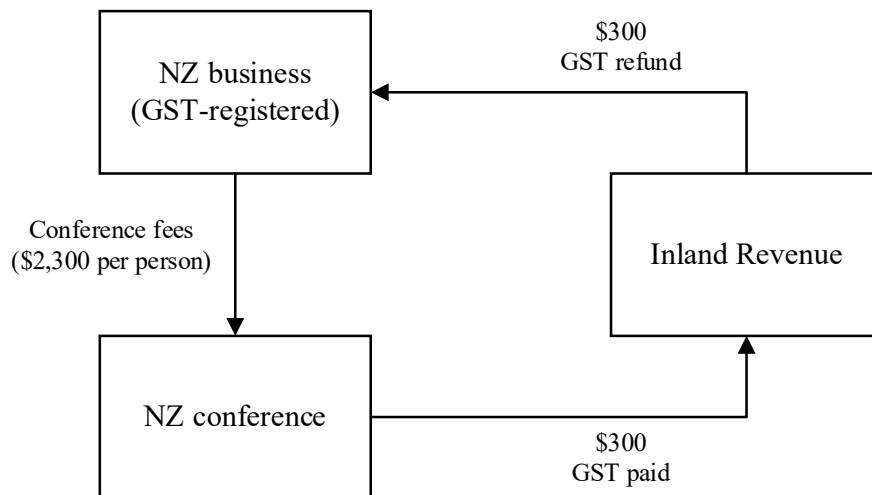 $300
GST refund
NZ business
(GST-registered)
Conference fees
($2,300 per person)
Inland Revenue
NZ conference
$300
GST paid